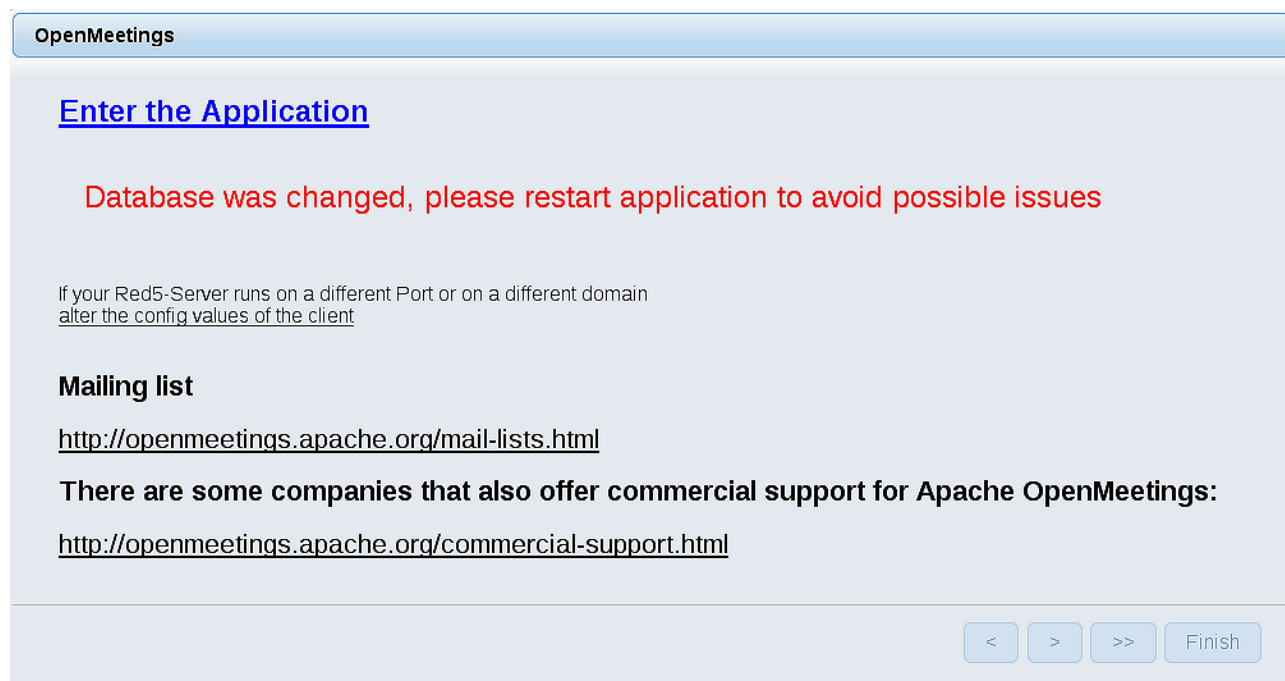 OpenMeetings
Enter the Application
Database was changed, please restart application to avoid possible issues
If your Red5-Server runs on a different Port or on a different domain
alter the config values of the client
Mailing list
http://openmeetings.apache.org/mail-lists.html
There are some companies that also offer commercial support for Apache OpenMeetings:
http://openmeetings.apache.org/commercial-support.html
< > >> Finish